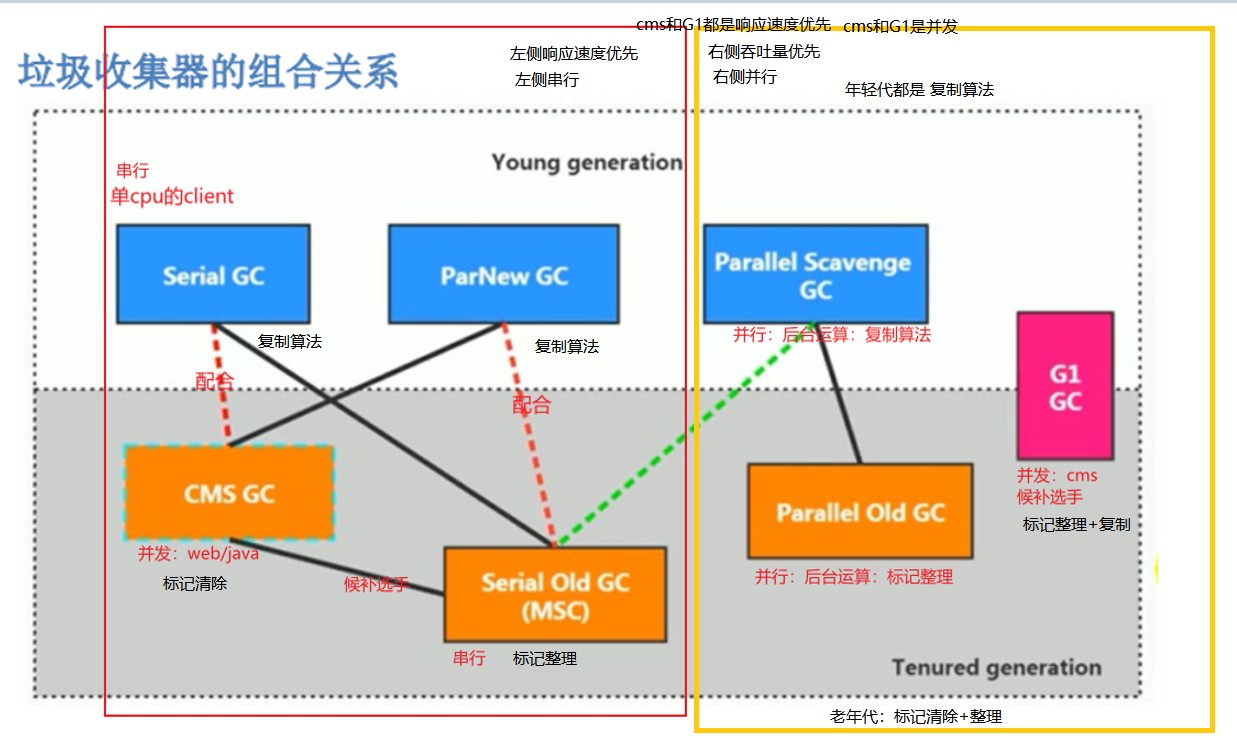 cms和G1都是响应速度优先 cms和G1是并发
左侧响应速度优先
右侧吞吐量优先
垃圾收集器的组合关系
左侧串行
右侧并行
年轻代都是 复制算法
Young generation
串行
单cpu的client
Serial GC
ParNew GC
Parallel Scavenge
GC
复制算法
复制算法
并行：后台运算：复制算法
配合
配合
G1
GC
CMS GC
Parallel Old GC
并发：cms
候补选手
标记整理+复制
并发：web/java
标记清除
候补选手
Serial Old GC
(MSC)
并行：后台运算：标记整理
串行
标记整理
Tenured generation
老年代：标记清除+整理